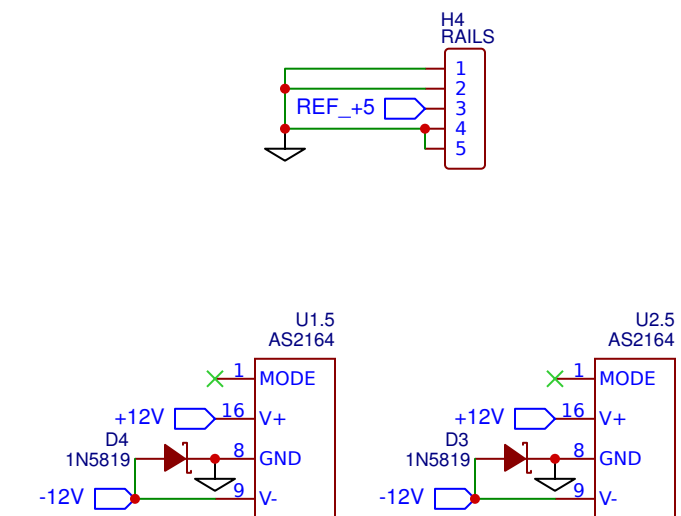 H4
RAILS
1
2
REF_+5 3
4
5
U1.5
AS2164
1 MODE
+12V 16 V+
D4
1N5819 8 GND
-12V 9 V-
U2.5
AS2164
1 MODE
+12V 16 V+
D3
1N5819 8 GND
-12V 9 V-